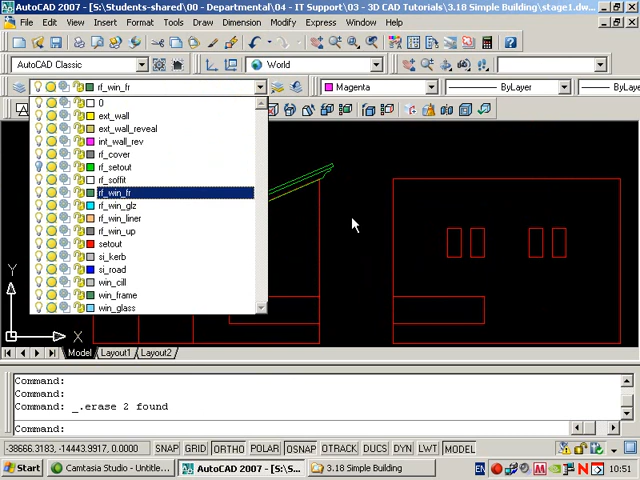 AutoCAD 2007 - [S:\Students-shared\00 - Departmental\04 - IT Support\03 - 3D CAD Tutorials\3.18 Simple Building\stage1.dw...
File Edit View Insert Format Tools Draw Dimension Modify Express Window Help
AutoCAD Classic World
rf_win_fr Magenta ByLayer ByLayer
0
ext_wall
ext_wall_reveal
int_wall_rev
rf_cover
rf_setout
rf_soffit
rf_win_fr
rf_win_glz
rf_win_liner
rf_win_up
setout
si_kerb
si_road
win_cill
win_frame
win_glass
Y
X
Model Layout1 Layout2
Command:
Command:
Command: _.erase 2 found
Command:
-38666.3183, -14443.9917, 0.0000 SNAP GRID ORTHO POLAR OSNAP OTRACK DUCS DYN LWT MODEL
Start Camtasia Studio - Untitle... AutoCAD 2007 - [S:\S... 3.18 Simple Building EN 10:51